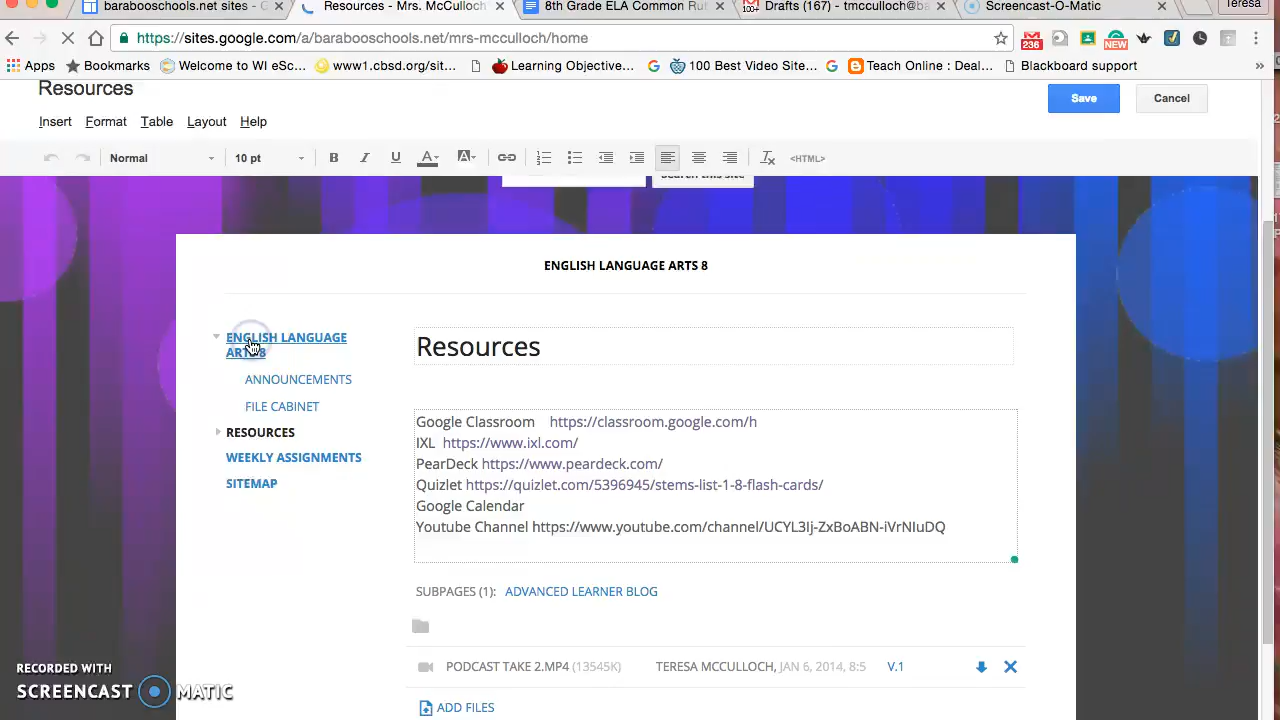 baraboschools.net sites - G
Resources - Mrs. McCulloch
8th Grade ELA Common Ru
Drafts (167) - tmcculloch@ba
Screencast-O-Matic
Teresa
https://sites.google.com/a/barabooschools.net/mrs-mcculloch/home
236
NEW
Apps
Bookmarks
Welcome to WI eSc...
www1.cbsd.org/sit...
Learning Objective...
100 Best Video Site...
Teach Online : Deal...
Blackboard support
»
Resources
Save
Cancel
Insert Format Table Layout Help
Normal
10 pt
B I U A A
<HTML>
Search this site
ENGLISH LANGUAGE ARTS 8
ENGLISH LANGUAGE
ARTS 8
ANNOUNCEMENTS
FILE CABINET
RESOURCES
WEEKLY ASSIGNMENTS
SITEMAP
Resources
Google Classroom https://classroom.google.com/h
IXL https://www.ixl.com/
PearDeck https://www.peardeck.com/
Quizlet https://quizlet.com/5396945/stems-list-1-8-flash-cards/
Google Calendar
Youtube Channel https://www.youtube.com/channel/UCYL3Ij-ZxBoABN-iVrNIuDQ
SUBPAGES (1): ADVANCED LEARNER BLOG
PODCAST TAKE 2.MP4 (13545K) TERESA MCCULLOCH, JAN 6, 2014, 8:5 V.1
ADD FILES
RECORDED WITH
SCREENCAST MATIC